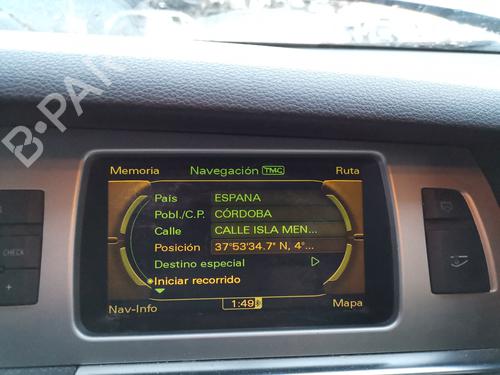 B-PARTS
Memoria Navegación TMC Ruta
País ESPANA
Pobl./C.P. CÓRDOBA
Calle CALLE ISLA MEN...
Posición 37°53'34.7" N, 4°...
Destino especial
Iniciar recorrido
CHECK
+
Nav-Info 1:49 Mapa